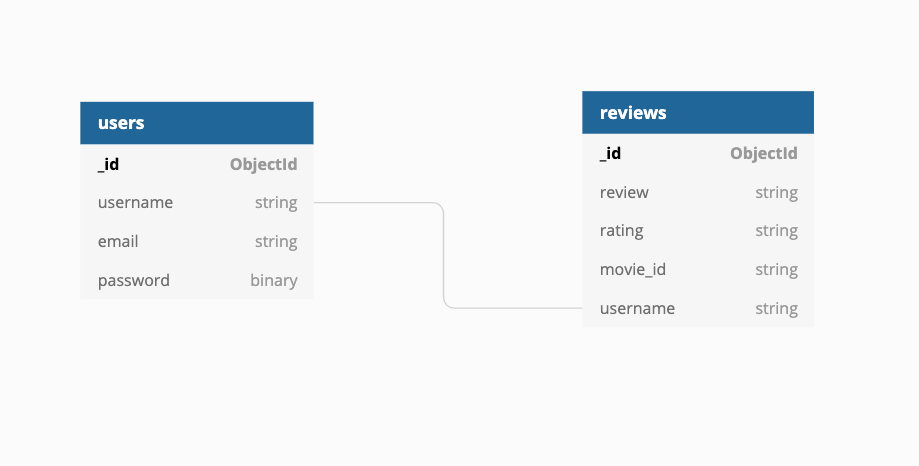 users
_id ObjectId
username string
email string
password binary
reviews
_id ObjectId
review string
rating string
movie_id string
username string